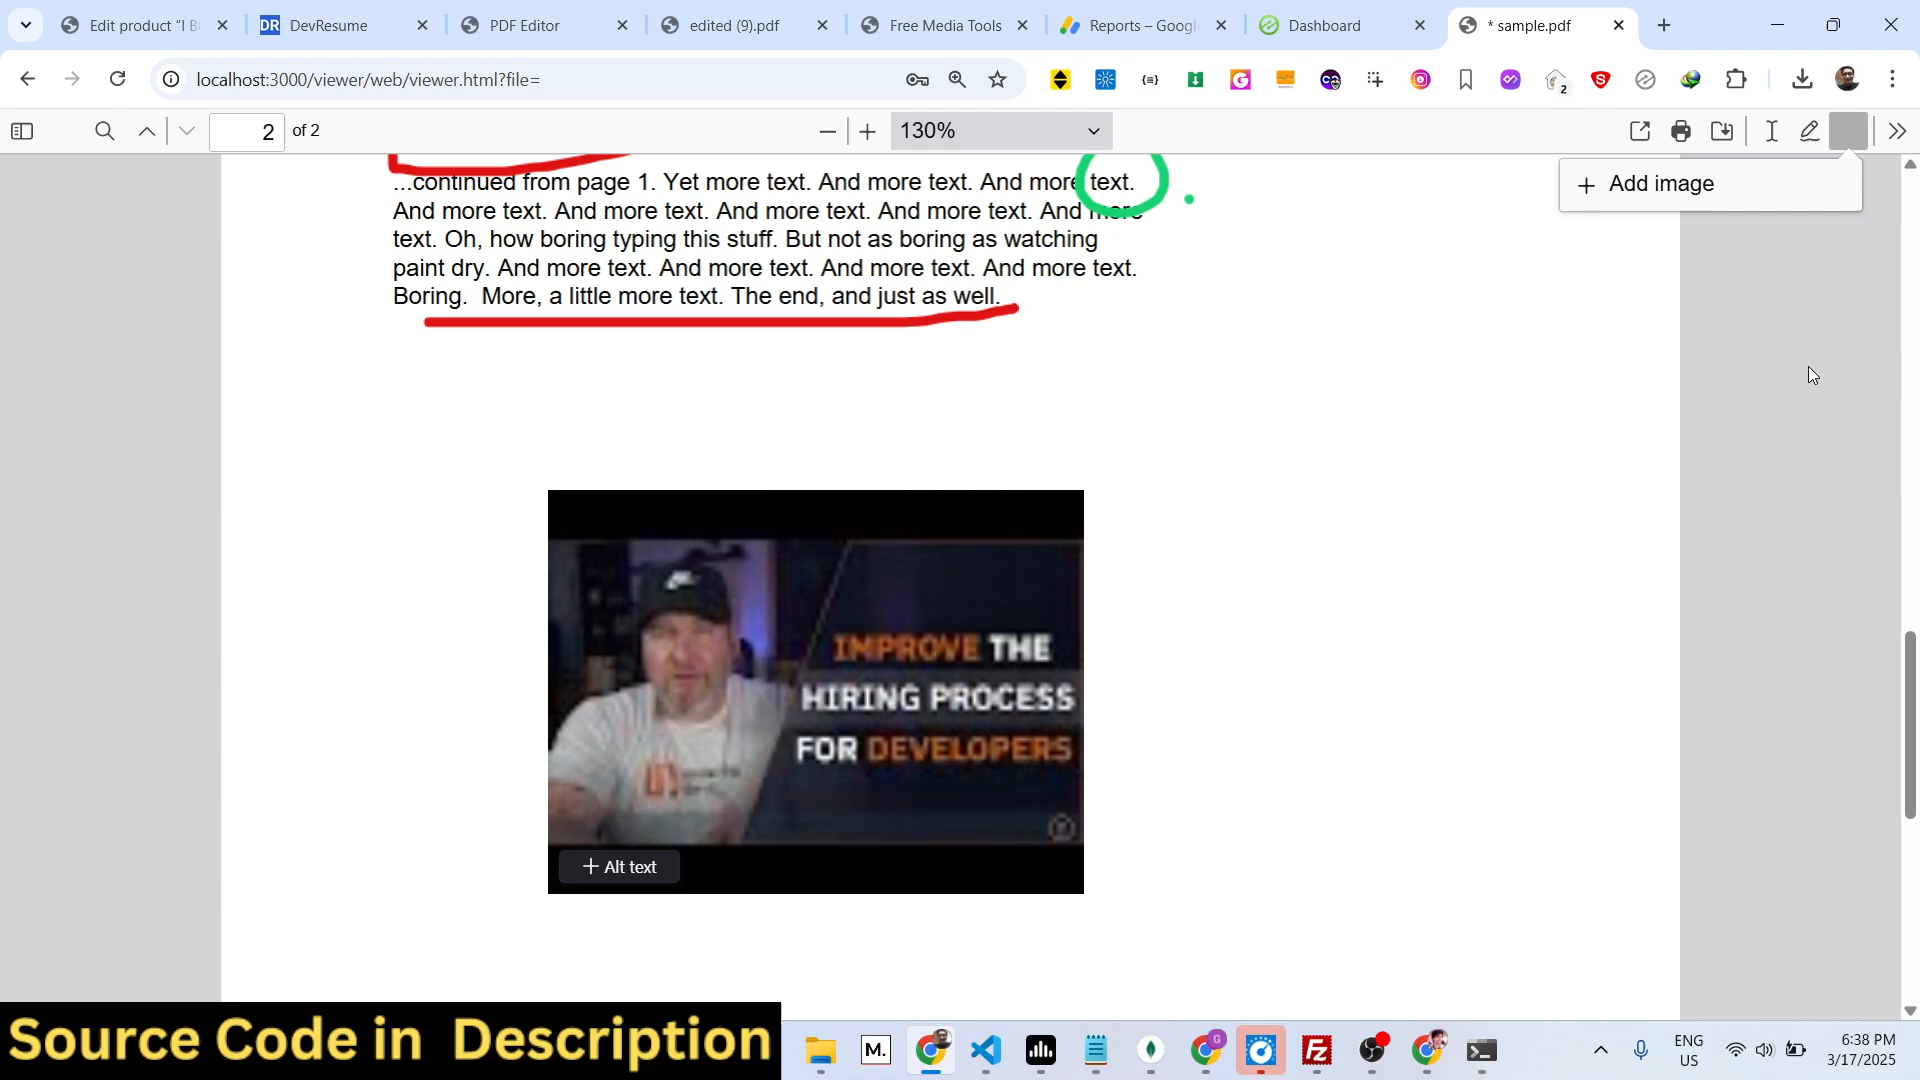 Edit product “I B
DevResume
PDF Editor
edited (9).pdf
Free Media Tools
Reports – Googl
Dashboard
* sample.pdf
localhost:3000/viewer/web/viewer.html?file=
2
2 of 2
130%
Add image
...continued from page 1. Yet more text. And more text. And more text.
And more text. And more text. And more text. And more text. And more
text. Oh, how boring typing this stuff. But not as boring as watching
paint dry. And more text. And more text. And more text. And more text.
Boring.  More, a little more text. The end, and just as well.
IMPROVE THE
HIRING PROCESS
FOR DEVELOPERS
+ Alt text
Source Code in  Description
M.
G
ENG
US
6:38 PM
3/17/2025